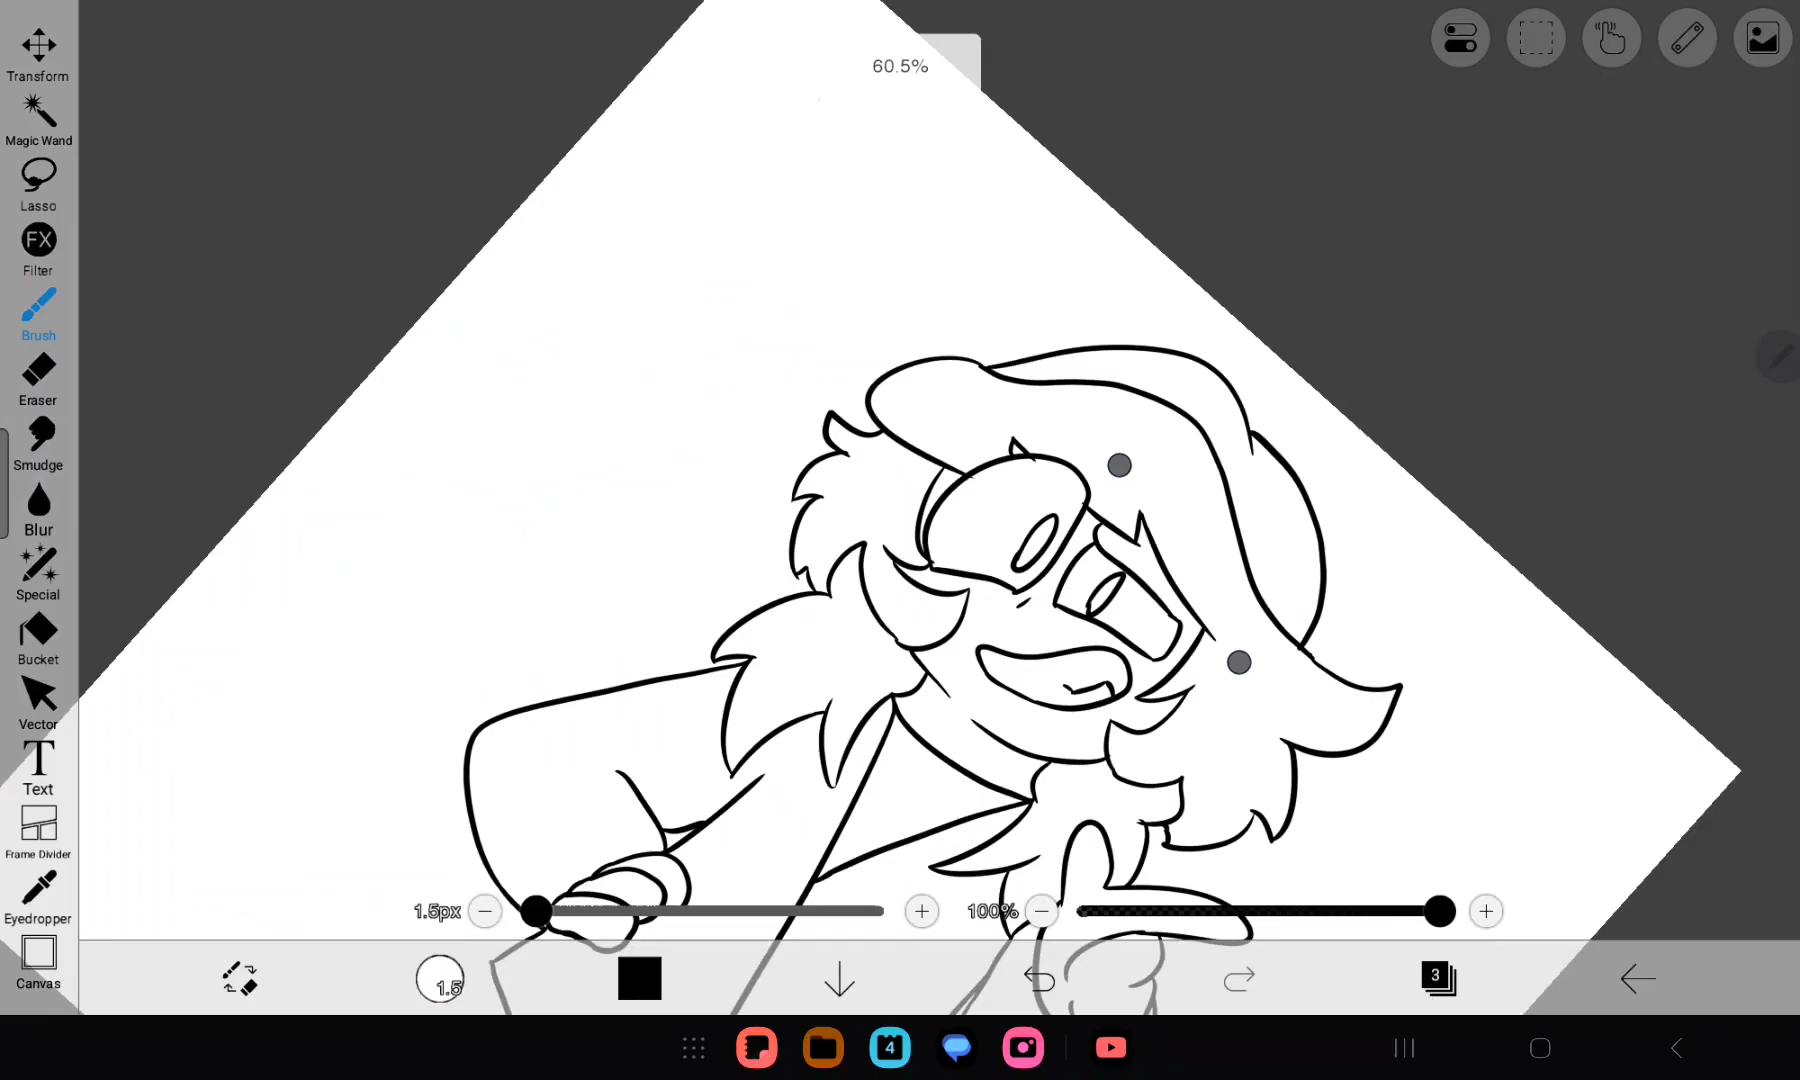 60.5%
Transform
Magic Wand
Lasso
FX
Filter
Brush
Eraser
Smudge
Blur
Special
Bucket
Vector
T
Text
Frame Divider
Eyedropper
Canvas
1.5px
100%
1.5
3
4